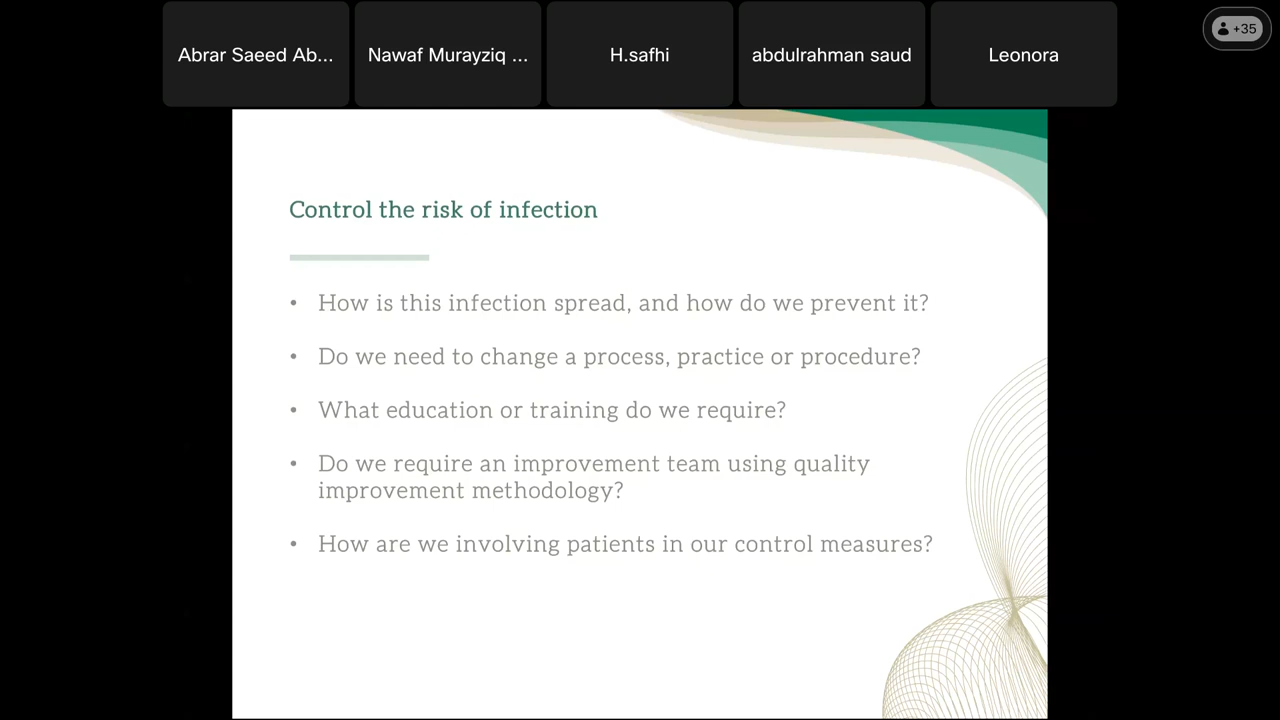 Abrar Saeed Ab...
Nawaf Murayziq ...
H.safhi
abdulrahman saud
Leonora
+35
Control the risk of infection
• How is this infection spread, and how do we prevent it?
• Do we need to change a process, practice or procedure?
• What education or training do we require?
• Do we require an improvement team using quality
improvement methodology?
• How are we involving patients in our control measures?